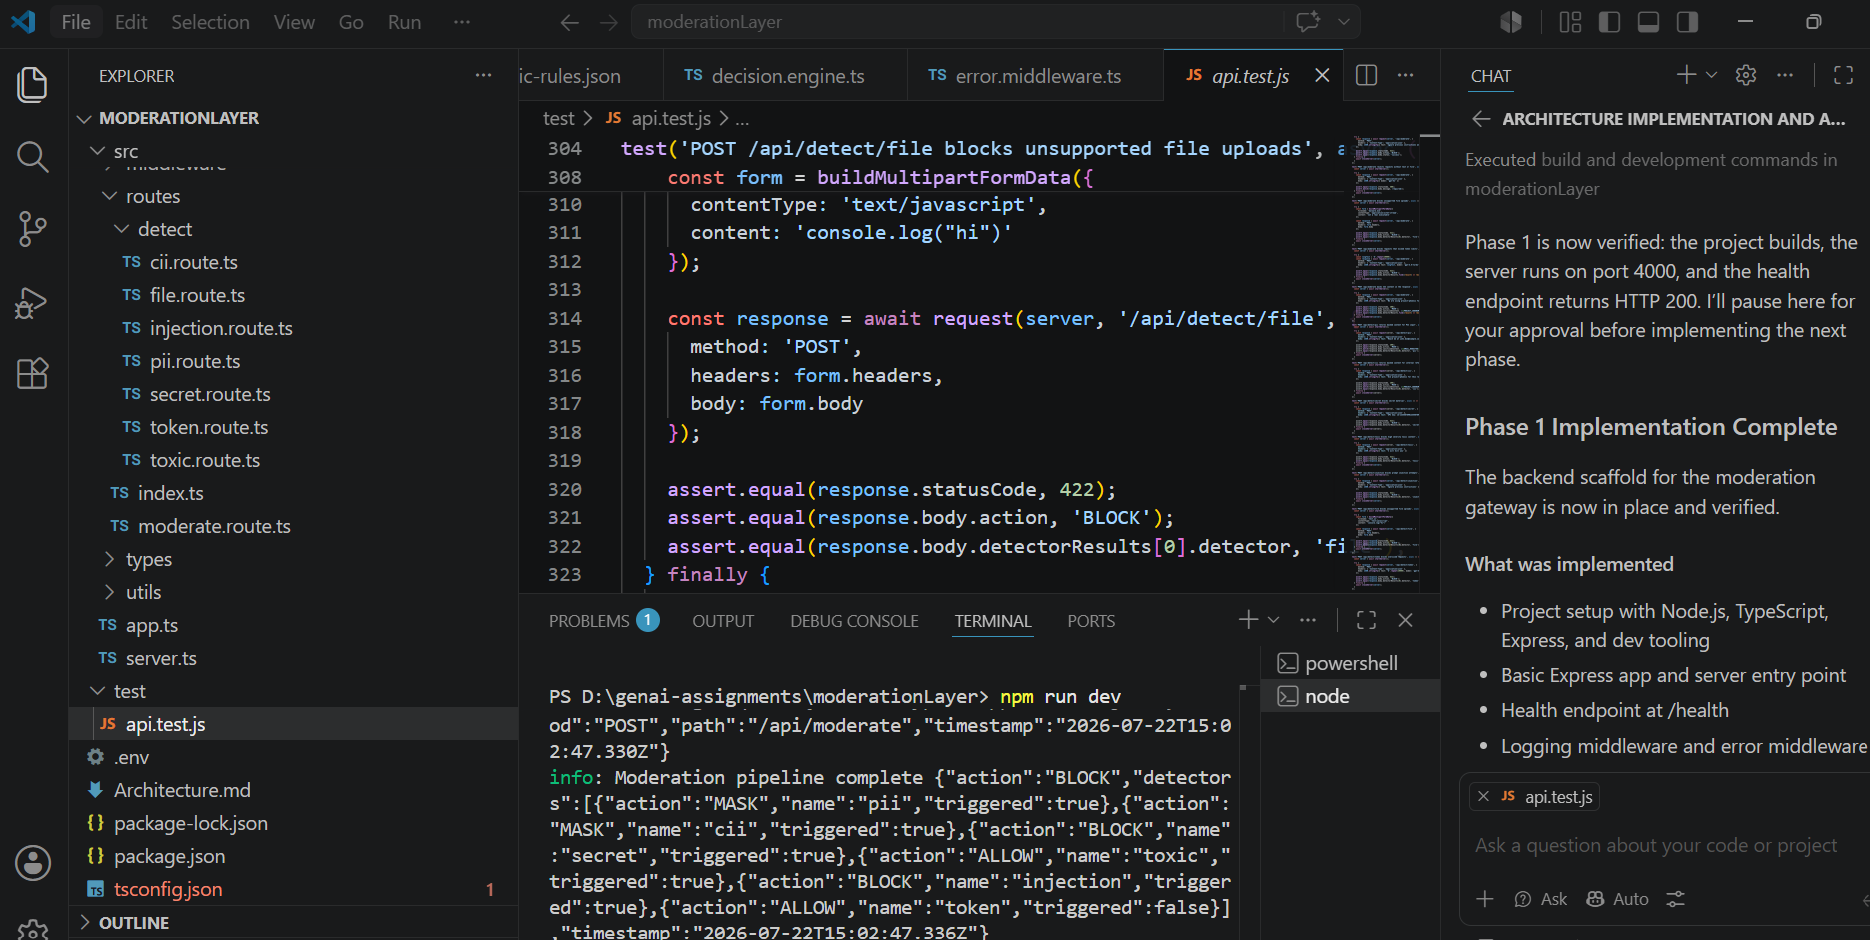 File Edit Selection View Go Run ... moderationLayer
EXPLORER
MODERATIONLAYER
src
middleware
routes
detect
TS cii.route.ts
TS file.route.ts
TS injection.route.ts
TS pii.route.ts
TS secret.route.ts
TS token.route.ts
TS toxic.route.ts
TS index.ts
TS moderate.route.ts
types
utils
TS app.ts
TS server.ts
test
JS api.test.js
.env
Architecture.md
{} package-lock.json
{} package.json
TS tsconfig.json 1
OUTLINE
ic-rules.json TS decision.engine.ts TS error.middleware.ts JS api.test.js
test > JS api.test.js > ...
304 test('POST /api/detect/file blocks unsupported file uploads', a
308 const form = buildMultipartFormData({
310 contentType: 'text/javascript',
311 content: 'console.log("hi")'
312 });
313
314 const response = await request(server, '/api/detect/file',
315 method: 'POST',
316 headers: form.headers,
317 body: form.body
318 });
319
320 assert.equal(response.statusCode, 422);
321 assert.equal(response.body.action, 'BLOCK');
322 assert.equal(response.body.detectorResults[0].detector, 'fi
323 } finally {
PROBLEMS 1 OUTPUT DEBUG CONSOLE TERMINAL PORTS
powershell
node
PS D:\genai-assignments\moderationLayer> npm run dev
od":"POST","path":"/api/moderate","timestamp":"2026-07-22T15:0
2:47.330Z"}
info: Moderation pipeline complete {"action":"BLOCK","detector
s":[{"action":"MASK","name":"pii","triggered":true},{"action":
"MASK","name":"cii","triggered":true},{"action":"BLOCK","name"
:"secret","triggered":true},{"action":"ALLOW","name":"toxic","
triggered":true},{"action":"BLOCK","name":"injection","trigger
ed":true},{"action":"ALLOW","name":"token","triggered":false}]
,"timestamp":"2026-07-22T15:02:47.336Z"}
CHAT
ARCHITECTURE IMPLEMENTATION AND A...
Executed build and development commands in
moderationLayer
Phase 1 is now verified: the project builds, the
server runs on port 4000, and the health
endpoint returns HTTP 200. I'll pause here for
your approval before implementing the next
phase.
Phase 1 Implementation Complete
The backend scaffold for the moderation
gateway is now in place and verified.
What was implemented
• Project setup with Node.js, TypeScript,
Express, and dev tooling
• Basic Express app and server entry point
• Health endpoint at /health
• Logging middleware and error middleware
JS api.test.js
Ask a question about your code or project
Ask Auto